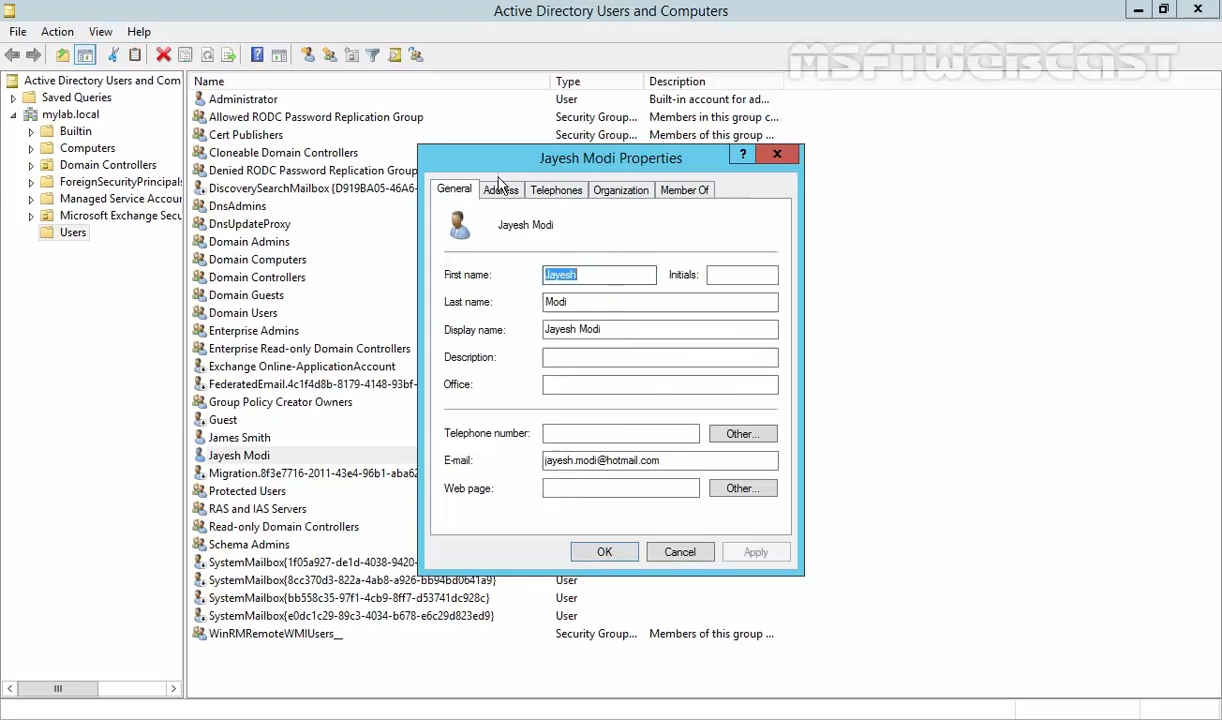 Active Directory Users and Computers
File Action View Help
MSFTWEBCAST
Active Directory Users and Com
Saved Queries
mylab.local
Builtin
Computers
Domain Controllers
ForeignSecurityPrincipals
Managed Service Accour
Microsoft Exchange Secu
Users
Name Type Description
Administrator User Built-in account for ad...
Allowed RODC Password Replication Group Security Group... Members in this group c...
Cert Publishers Security Group... Members of this group ...
Cloneable Domain Controllers
Denied RODC Password Replication Group
DiscoverySearchMailbox {D919BA05-46A6-
DnsAdmins
DnsUpdateProxy
Domain Admins
Domain Computers
Domain Controllers
Domain Guests
Domain Users
Enterprise Admins
Enterprise Read-only Domain Controllers
Exchange Online-ApplicationAccount
FederatedEmail.4c1f4d8b-8179-4148-93bf-
Group Policy Creator Owners
Guest
James Smith
Jayesh Modi
Migration.8f3e7716-2011-43e4-96b1-aba62
Protected Users
RAS and IAS Servers
Read-only Domain Controllers
Schema Admins
SystemMailbox{1f05a927-de1d-4038-9420-
SystemMailbox{8cc370d3-822a-4ab8-a926-bb94bd0641a9} User
SystemMailbox{bb558c35-97f1-4cb9-8ff7-d53741dc928c} User
SystemMailbox{e0dc1c29-89c3-4034-b678-e6c29d823ed9} User
WinRMRemoteWMIUsers__ Security Group... Members of this group ...
Jayesh Modi Properties
General Address Telephones Organization Member Of
Jayesh Modi
First name: Jayesh Initials:
Last name: Modi
Display name: Jayesh Modi
Description:
Office:
Telephone number: Other...
E-mail: jayesh.modi@hotmail.com
Web page: Other...
OK Cancel Apply